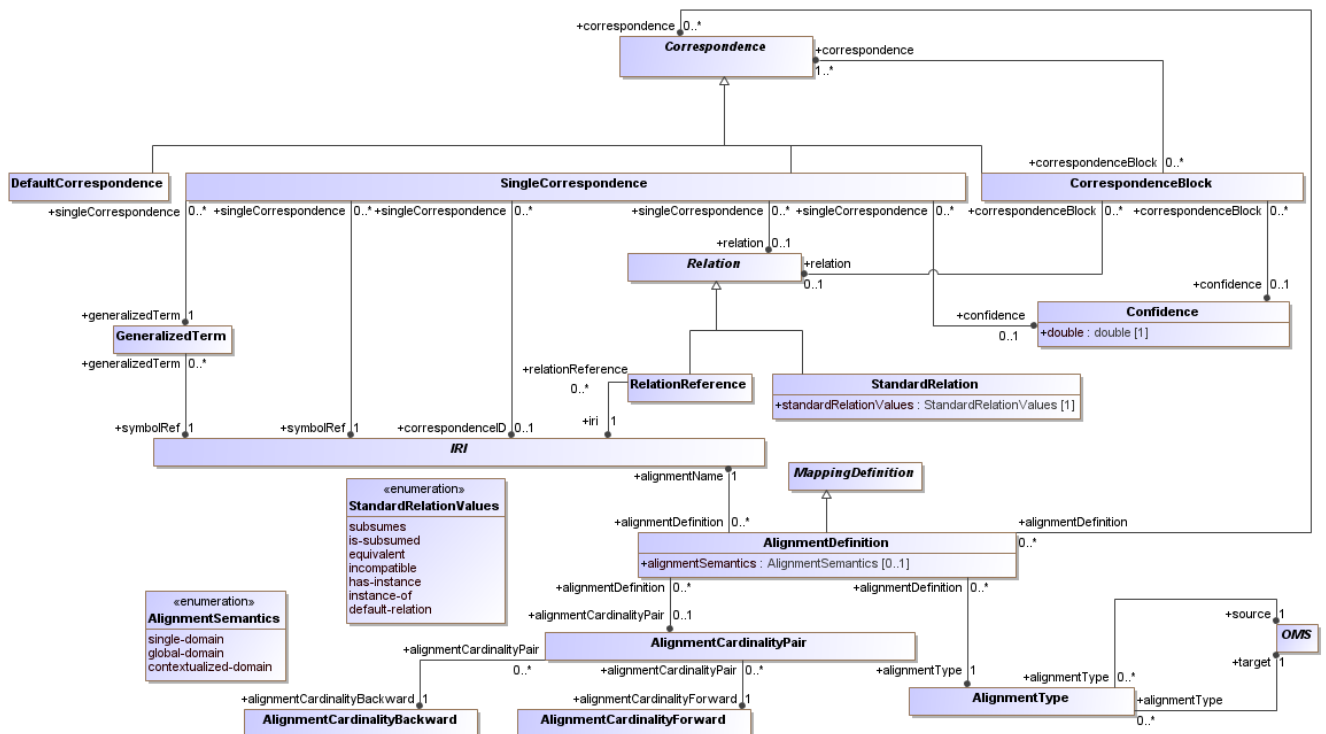 +correspondence 0..*
Correspondence
+correspondence
1..*
+correspondenceBlock 0..*
DefaultCorrespondence
SingleCorrespondence
CorrespondenceBlock
+singleCorrespondence 0..* +singleCorrespondence 0..* +singleCorrespondence 0..* +singleCorrespondence 0..* +singleCorrespondence 0..* +correspondenceBlock 0..* +correspondenceBlock 0..*
+relation 0..1
Relation
+relation
0..1
+confidence 0..1
+generalizedTerm 1
GeneralizedTerm
+generalizedTerm 0..*
+confidence
0..1
Confidence
+double : double [1]
+relationReference
0..*
RelationReference
StandardRelation
+standardRelationValues : StandardRelationValues [1]
+symbolRef 1 +symbolRef 1 +correspondenceID 0..1 +iri 1
IRI
+alignmentName 1
MappingDefinition
«enumeration»
StandardRelationValues
subsumes
is-subsumed
equivalent
incompatible
has-instance
instance-of
default-relation
+alignmentDefinition 0..*
+alignmentDefinition
0..*
AlignmentDefinition
+alignmentSemantics : AlignmentSemantics [0..1]
+alignmentDefinition 0..* +alignmentDefinition 0..*
«enumeration»
AlignmentSemantics
single-domain
global-domain
contextualized-domain
+alignmentCardinalityPair 0..1
AlignmentCardinalityPair
+source 1
OMS
+target 1
+alignmentCardinalityPair
0..*
+alignmentCardinalityPair 0..*
+alignmentType 1
+alignmentType 0..*
+alignmentCardinalityBackward 1
+alignmentCardinalityForward 1
AlignmentType
+alignmentType
0..*
AlignmentCardinalityBackward
AlignmentCardinalityForward